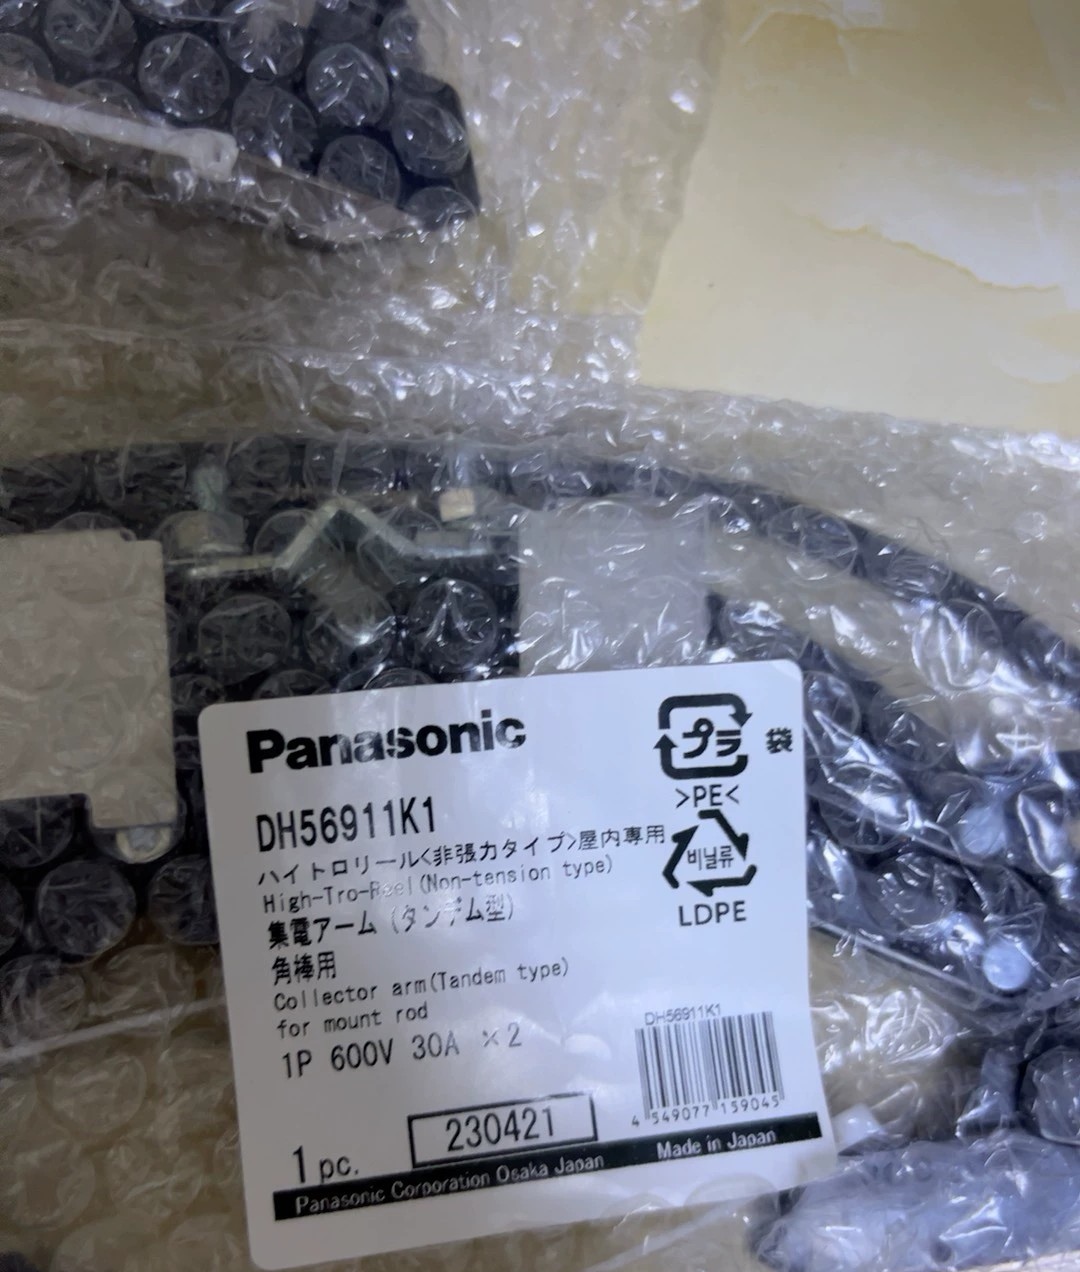 Panasonic
プラ 袋
>PE<
DH56911K1
ハイトロリール<非張力タイプ>屋内専用
비닐류
High-Tro-Reel(Non-tension type)
LDPE
集電アーム (タンデム型)
角棒用
Collector arm(Tandem type)
for mount rod
DH56911K1
1P 600V 30A ×2
4 549077 159045
230421
1 pc.
Panasonic Corporation Osaka Japan Made in Japan